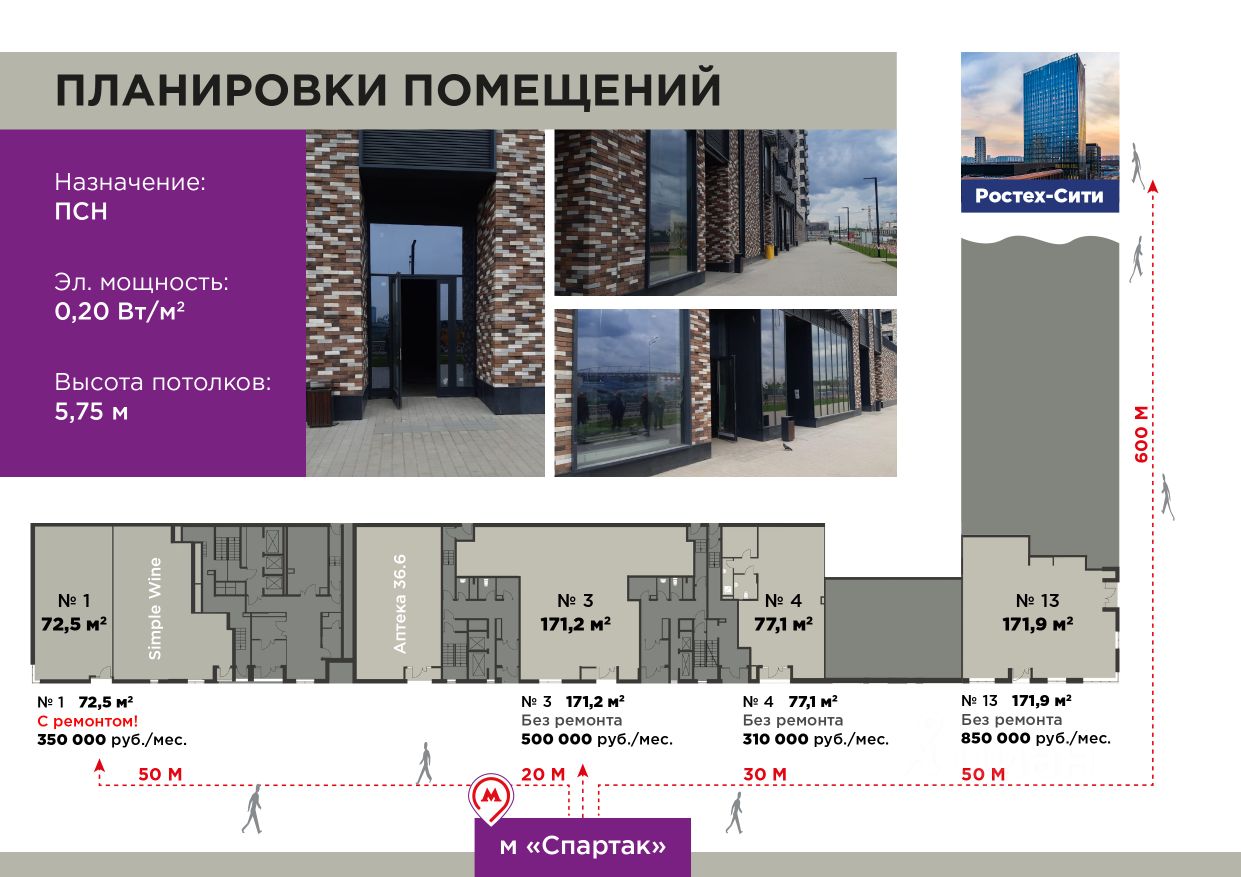 ПЛАНИРОВКИ ПОМЕЩЕНИЙ
Назначение:
ПСН
Эл. мощность:
0,20 Вт/м²
Высота потолков:
5,75 м
Ростех-Сити
600 М
№ 1
72,5 м²
Simple Wine
Аптека 36.6
№ 3
171,2 м²
№ 4
77,1 м²
№ 13
171,9 м²
№ 1 72,5 м²
С ремонтом!
350 000 руб./мес.
№ 3 171,2 м²
Без ремонта
500 000 руб./мес.
№ 4 77,1 м²
Без ремонта
310 000 руб./мес.
№ 13 171,9 м²
Без ремонта
850 000 руб./мес.
50 М
20 М
30 М
50 М
м «Спартак»